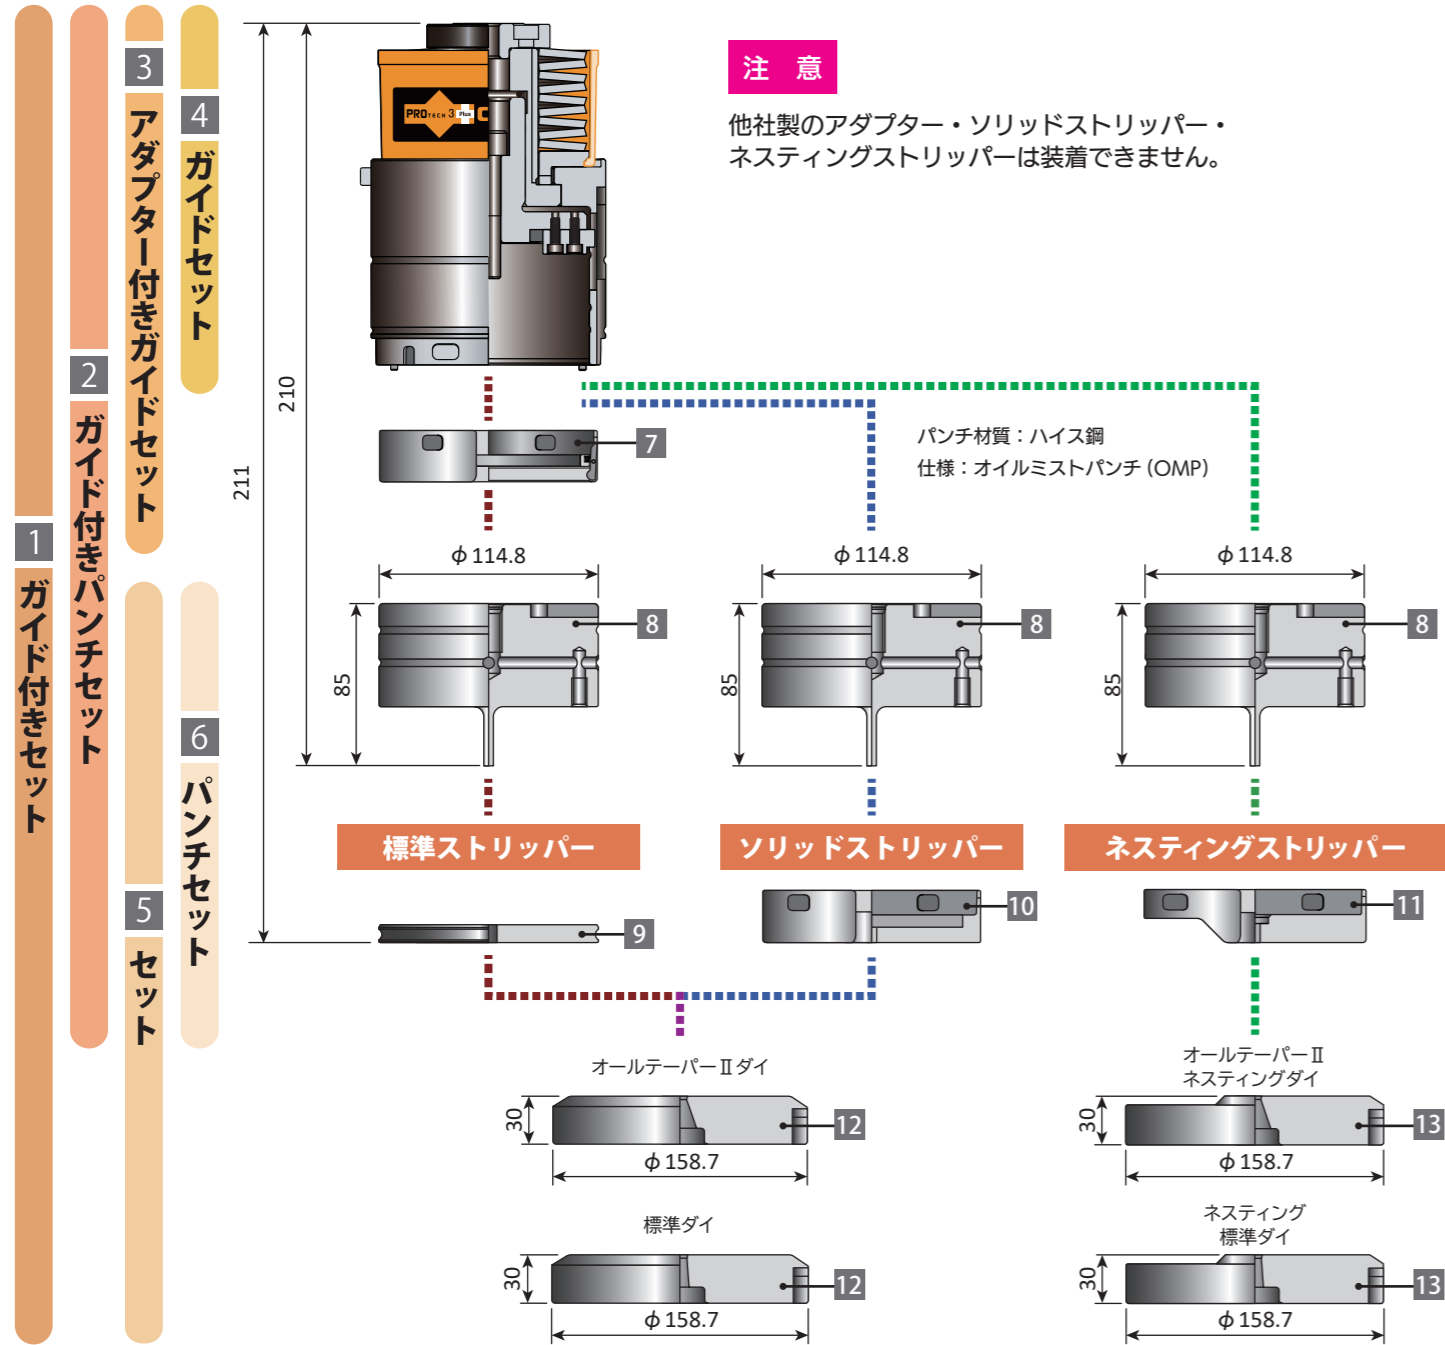 1
ガイド付きセット
2
ガイド付きパンチセット
3
アダプター付きガイドセット
4
ガイドセット
5
セット
6
パンチセット
注 意
他社製のアダプター・ソリッドストリッパー・
ネスティングストリッパーは装着できません。
PROTECH 3 Plus C
210
211
7
パンチ材質：ハイス鋼
仕様：オイルミストパンチ (OMP)
φ114.8
φ114.8
φ114.8
85
8
85
8
85
8
標準ストリッパー
ソリッドストリッパー
ネスティングストリッパー
9
10
11
オールテーパーⅡダイ
30
12
φ158.7
オールテーパーⅡ
ネスティングダイ
30
13
φ158.7
標準ダイ
30
12
φ158.7
ネスティング
標準ダイ
30
13
φ158.7